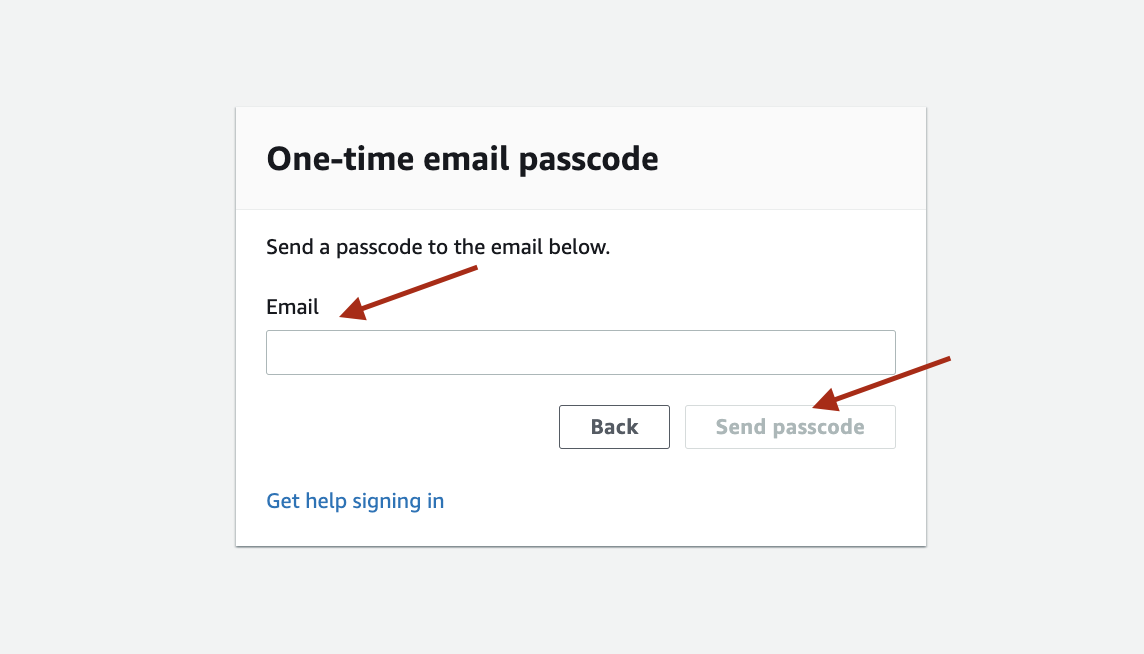 One-time email passcode
Send a passcode to the email below.
Email
Back
Send passcode
Get help signing in